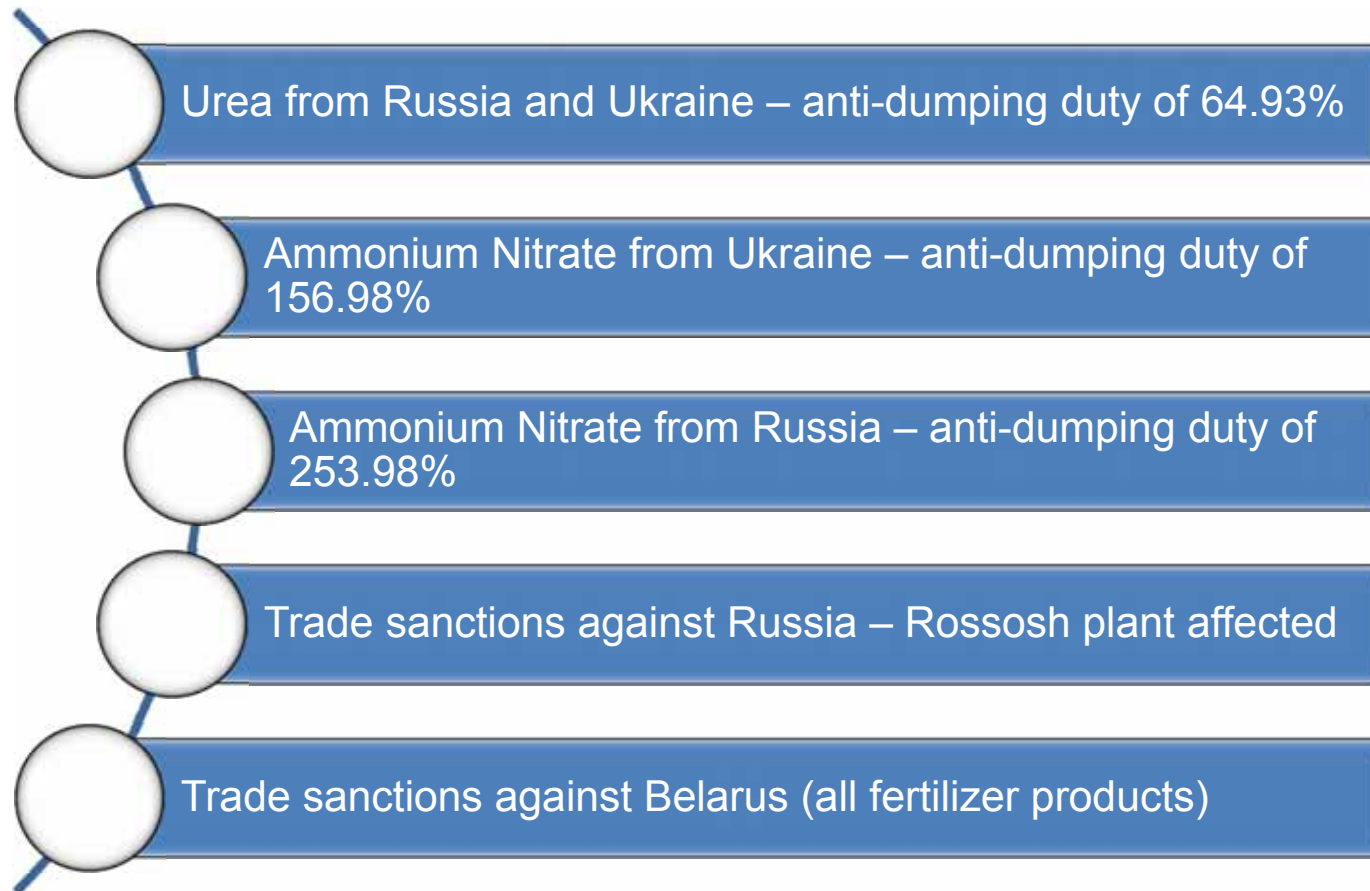 Urea from Russia and Ukraine – anti-dumping duty of 64.93%
Ammonium Nitrate from Ukraine – anti-dumping duty of
156.98%
Ammonium Nitrate from Russia – anti-dumping duty of
253.98%
Trade sanctions against Russia – Rossosh plant affected
Trade sanctions against Belarus (all fertilizer products)